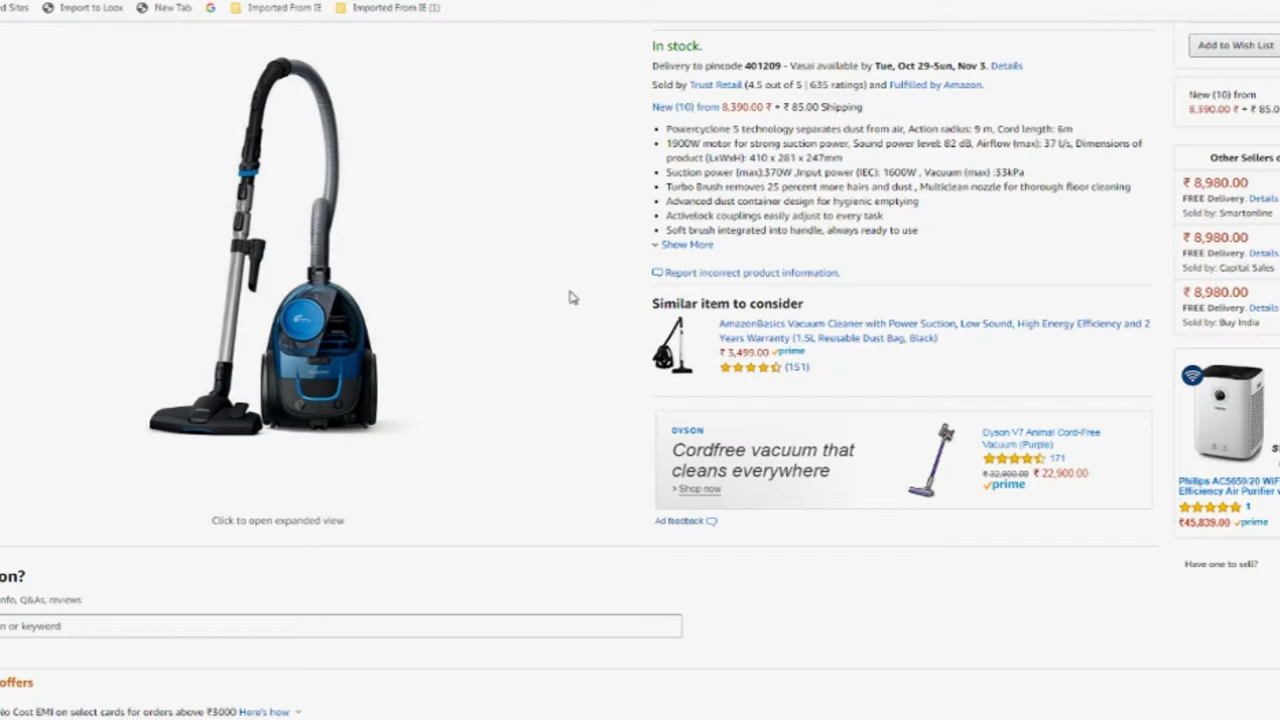 ed Sites Import to Loox New Tab Imported From IE Imported From IE (1)
In stock.
Delivery to pincode 401209 - Vasai available by Tue, Oct 29-Sun, Nov 3. Details
Sold by Trust Retail (4.5 out of 5 | 635 ratings) and Fulfilled by Amazon.
New (10) from 8,390.00 ₹ + ₹ 85.00 Shipping
Powercyclone 5 technology separates dust from air, Action radius: 9 m, Cord length: 6m
1900W motor for strong suction power, Sound power level: 82 dB, Airflow (max): 37 l/s, Dimensions of
product (LxWxH): 410 x 281 x 247mm
Suction power (max):370W ,Input power (IEC): 1600W , Vacuum (max) :33kPa
Turbo Brush removes 25 percent more hairs and dust , Multiclean nozzle for thorough floor cleaning
Advanced dust container design for hygienic emptying
Activelock couplings easily adjust to every task
Soft brush integrated into handle, always ready to use
Show More
Report incorrect product information.
Similar item to consider
AmazonBasics Vacuum Cleaner with Power Suction, Low Sound, High Energy Efficiency and 2
Years Warranty (1.5L Reusable Dust Bag, Black)
₹ 3,499.00 prime
(151)
DYSON
Cordfree vacuum that
cleans everywhere
> Shop now
Dyson V7 Animal Cord-Free
Vacuum (Purple)
171
₹ 32,900.00 ₹ 22,900.00
prime
Ad feedback
Click to open expanded view
Add to Wish List
New (10) from
8,390.00 ₹ + ₹ 85.0
Other Sellers o
₹ 8,980.00
FREE Delivery. Details
Sold by: Smartonline
₹ 8,980.00
FREE Delivery. Details
Sold by: Capital Sales
₹ 8,980.00
FREE Delivery. Details
Sold by: Buy India
Philips AC5659/20 WiF
Efficiency Air Purifier
1
₹45,839.00 prime
Have one to sell?
on?
info, Q&As, reviews
n or keyword
offers
No Cost EMI on select cards for orders above ₹3000 Here's how